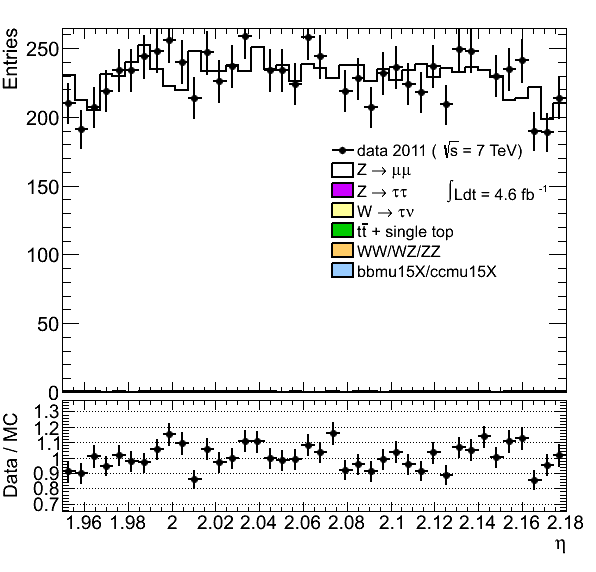 Entries
250
200
150
100
50
0
data 2011 ( √s = 7 TeV)
Z → μμ
Z → ττ
∫Ldt = 4.6 fb⁻¹
W → τν
tt̄ + single top
WW/WZ/ZZ
bbmu15X/ccmu15X
Data / MC
1.3
1.2
1.1
1
0.9
0.8
0.7
1.96 1.98 2 2.02 2.04 2.06 2.08 2.1 2.12 2.14 2.16 2.18
η